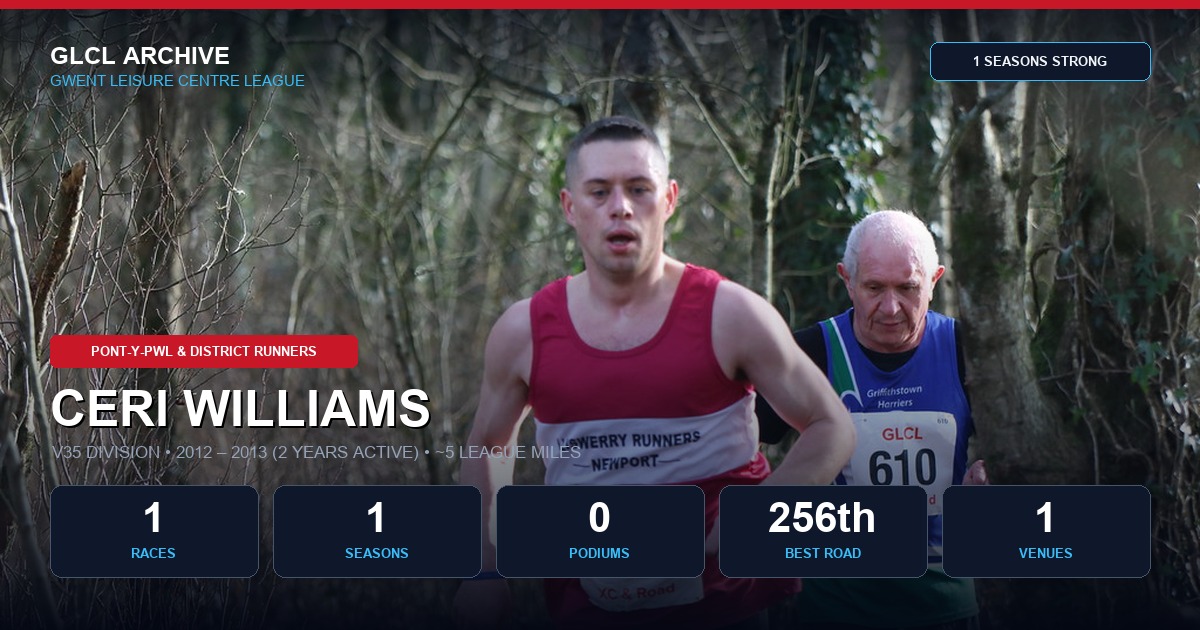 GLCL ARCHIVE
GWENT LEISURE CENTRE LEAGUE
1 SEASONS STRONG
PONT-Y-PWL & DISTRICT RUNNERS
CERI WILLIAMS
V35 DIVISION • 2012 – 2013 (2 YEARS ACTIVE) • ~5 LEAGUE MILES
RUNNERS
NEWPORT
Griffithstown
Harriers
GLCL
610
610
1
RACES
1
SEASONS
0
PODIUMS
256th
BEST ROAD
1
VENUES
XC & Road